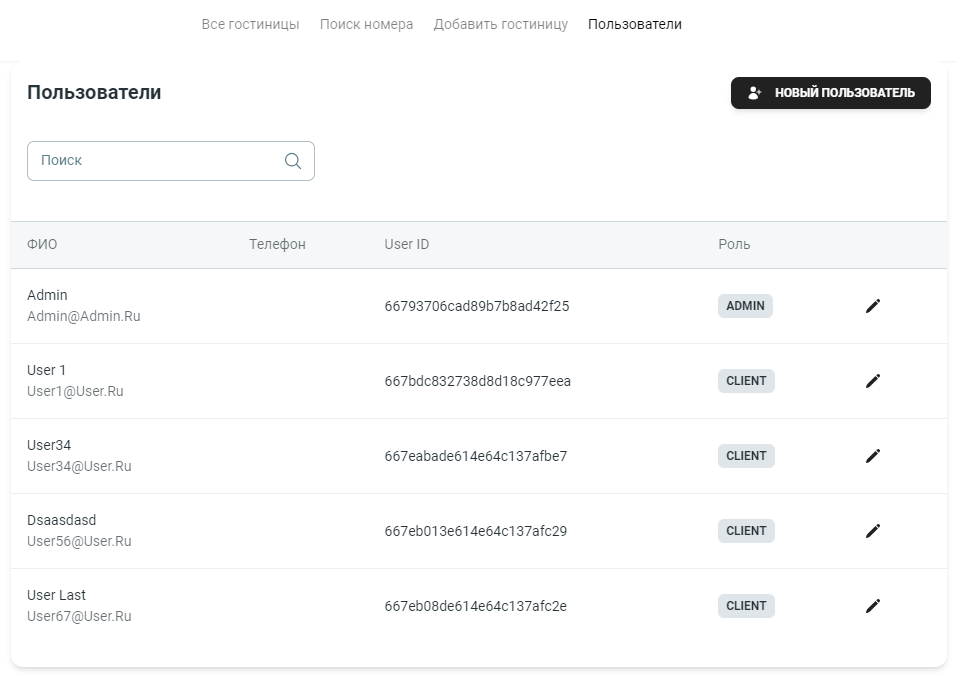 Все гостиницы Поиск номера Добавить гостиницу Пользователи
Пользователи НОВЫЙ ПОЛЬЗОВАТЕЛЬ
Поиск
ФИО Телефон User ID Роль
Admin
Admin@Admin.Ru
66793706cad89b7b8ad42f25 ADMIN
User 1
User1@User.Ru
667bdc832738d8d18c977eea CLIENT
User34
User34@User.Ru
667eabade614e64c137afbe7 CLIENT
Dsaasdasd
User56@User.Ru
667eb013e614e64c137afc29 CLIENT
User Last
User67@User.Ru
667eb08de614e64c137afc2e CLIENT